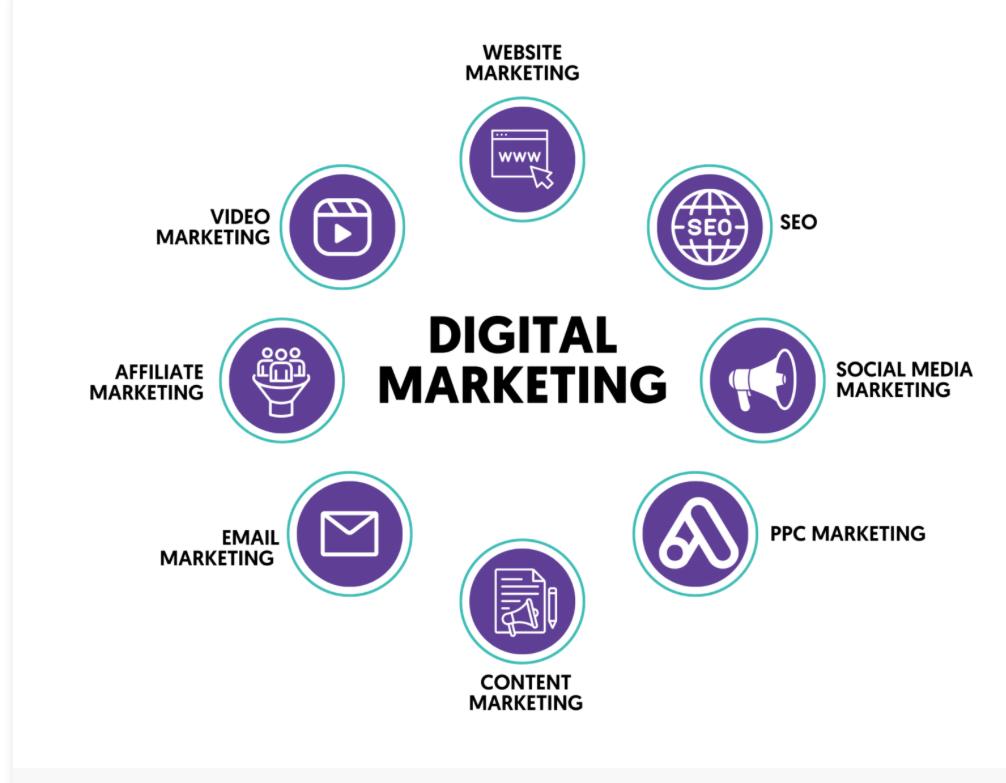 WEBSITE
MARKETING
WWW
VIDEO
MARKETING
SEO
SEO
DIGITAL
MARKETING
AFFILIATE
MARKETING
SOCIAL MEDIA
MARKETING
EMAIL
MARKETING
PPC MARKETING
CONTENT
MARKETING